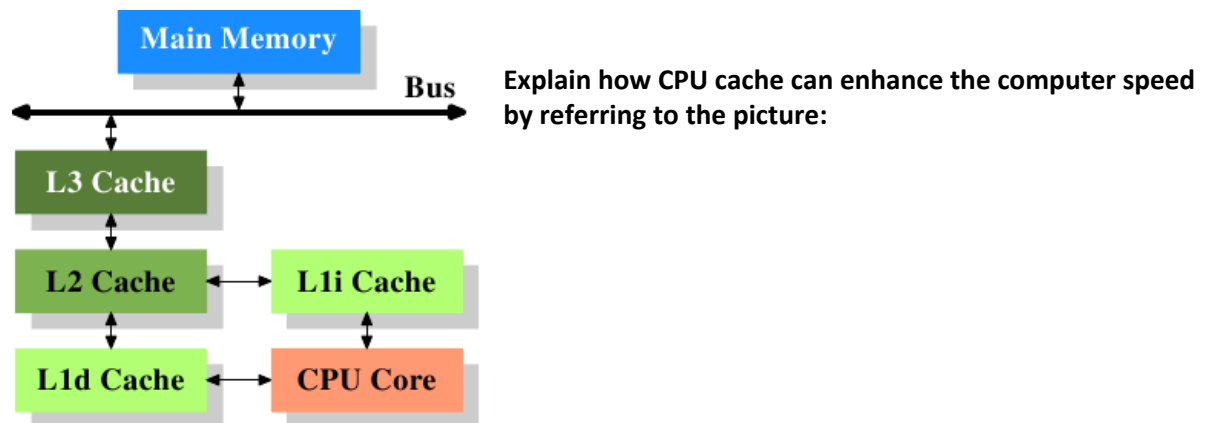 Main Memory
Bus
Explain how CPU cache can enhance the computer speed
by referring to the picture:
L3 Cache
L2 Cache
L1i Cache
L1d Cache
CPU Core